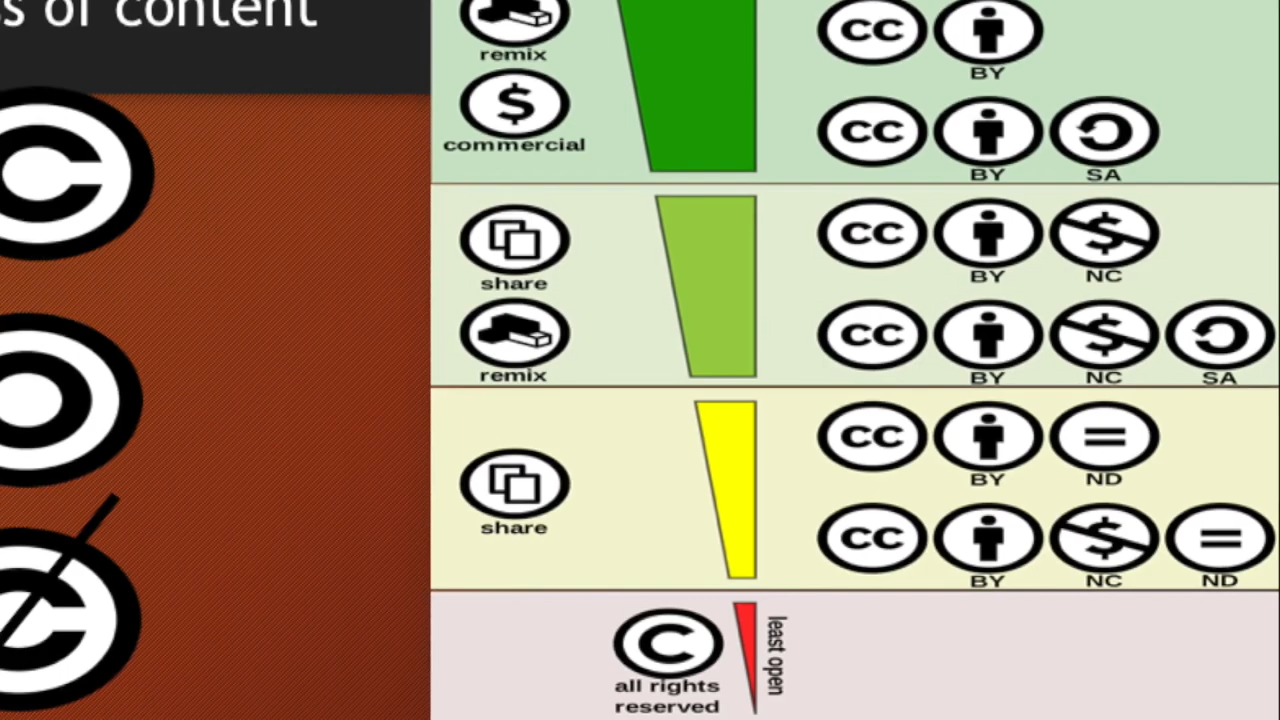 s of content
remix
commercial
$
cc
BY
cc
BY
SA
share
remix
cc
BY
$
NC
cc
BY
$
NC
SA
share
cc
BY
=
ND
cc
BY
$
NC
=
ND
C
all rights
reserved
least open
C
C